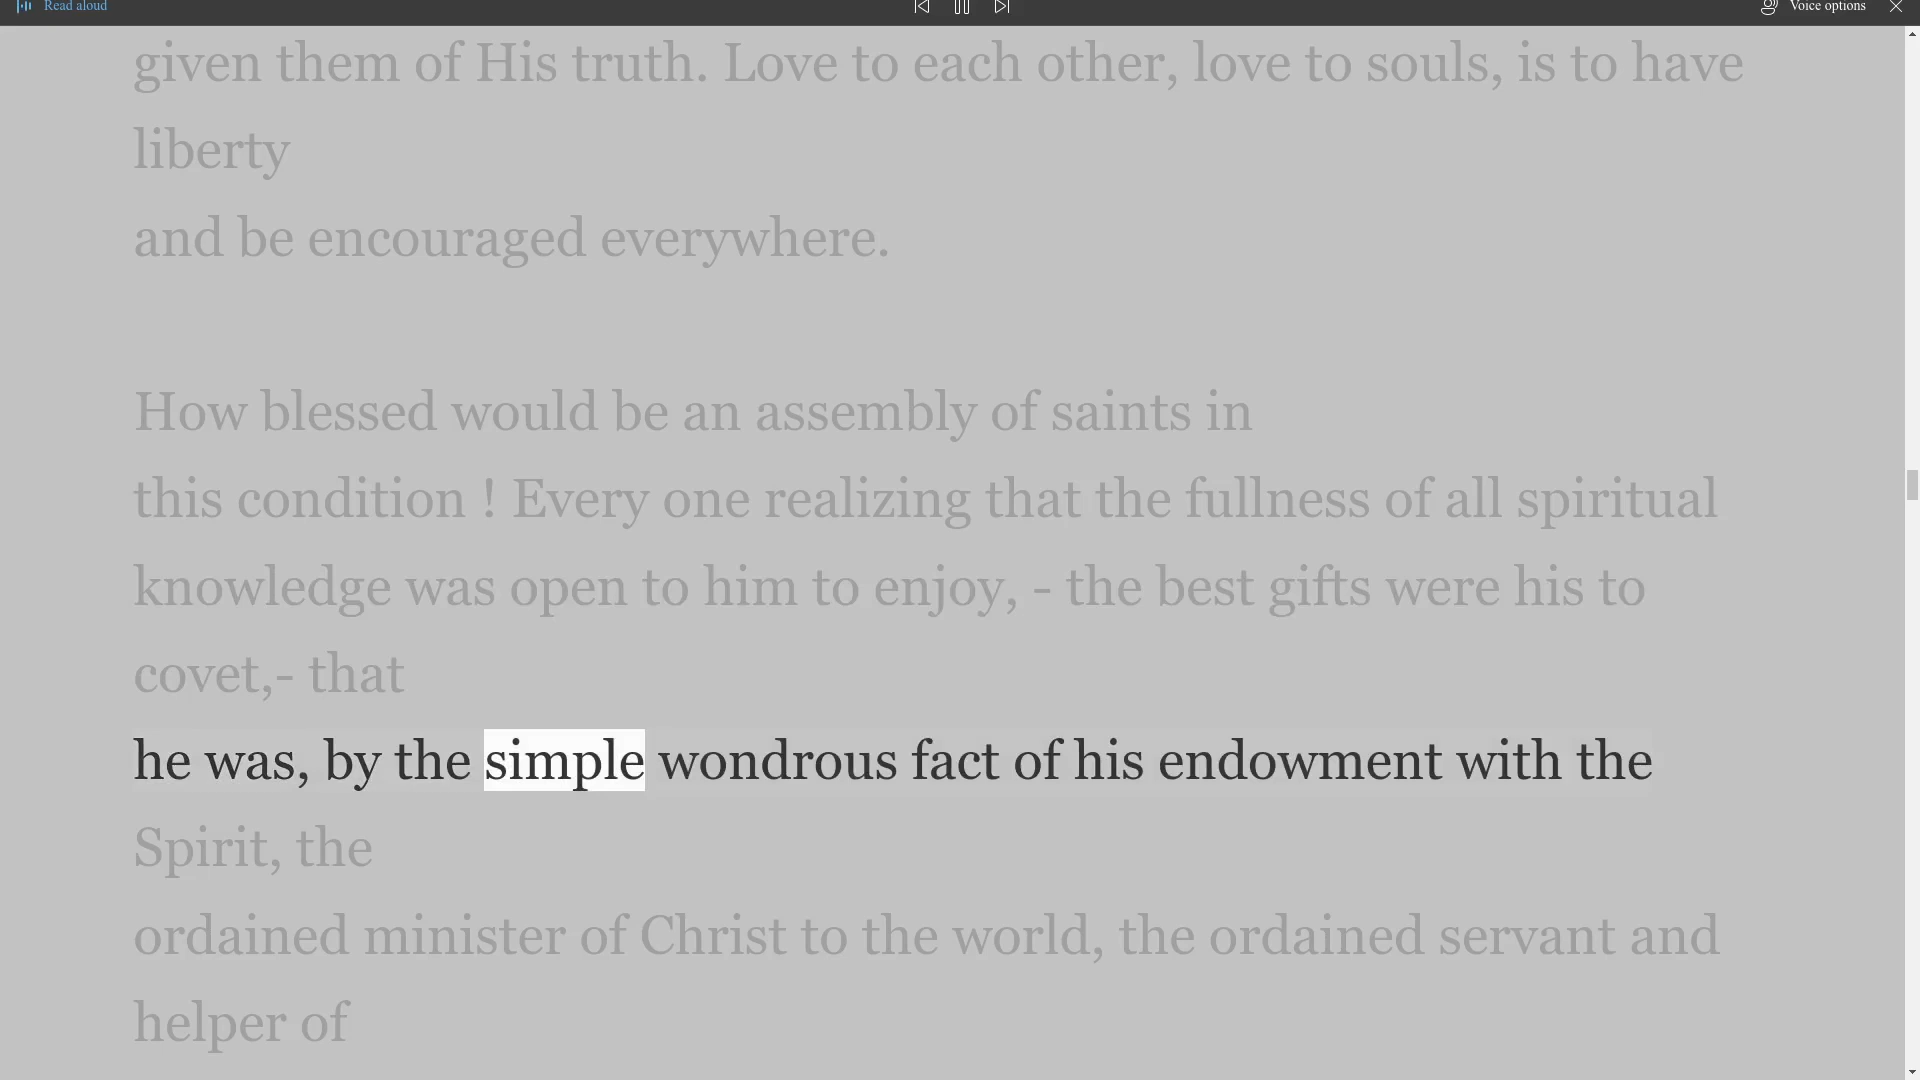 Read aloud
Voice options
given them of His truth. Love to each other, love to souls, is to have
liberty
and be encouraged everywhere.
How blessed would be an assembly of saints in
this condition ! Every one realizing that the fullness of all spiritual
knowledge was open to him to enjoy, - the best gifts were his to
covet,- that
he was, by the simple wondrous fact of his endowment with the
Spirit, the
ordained minister of Christ to the world, the ordained servant and
helper of